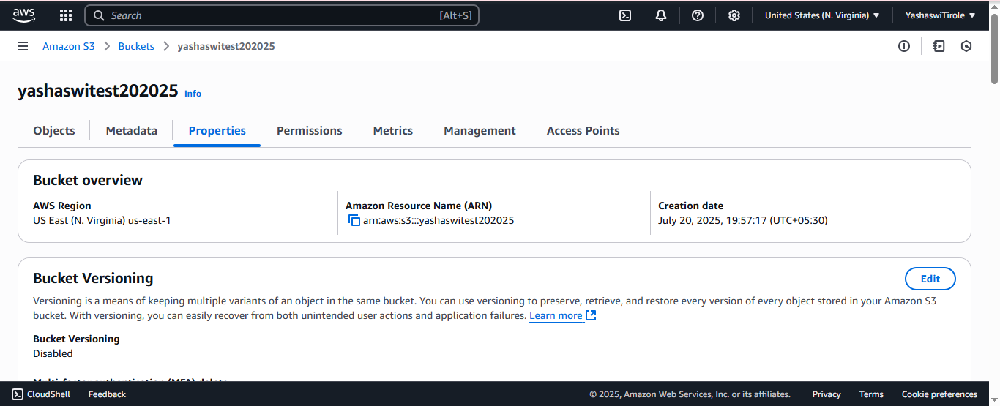 aws Search [Alt+S] United States (N. Virginia) YashaswiTirole
Amazon S3 Buckets yashaswitest202025
yashaswitest202025 Info
Objects Metadata Properties Permissions Metrics Management Access Points
Bucket overview
AWS Region
US East (N. Virginia) us-east-1
Amazon Resource Name (ARN)
arn:aws:s3:::yashaswitest202025
Creation date
July 20, 2025, 19:57:17 (UTC+05:30)
Bucket Versioning
Edit
Versioning is a means of keeping multiple variants of an object in the same bucket. You can use versioning to preserve, retrieve, and restore every version of every object stored in your Amazon S3
bucket. With versioning, you can easily recover from both unintended user actions and application failures. Learn more
Bucket Versioning
Disabled
Multi-factor authentication (MFA) delete
CloudShell Feedback © 2025, Amazon Web Services, Inc. or its affiliates. Privacy Terms Cookie preferences